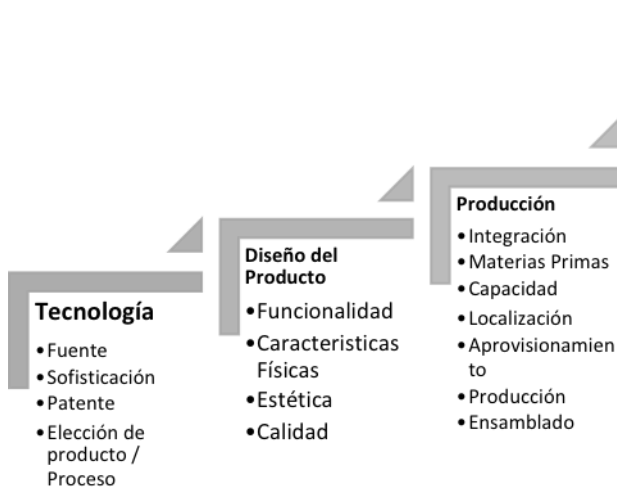 Tecnología
•Fuente
•Sofisticación
•Patente
•Elección de
producto /
Proceso
Diseño del
Producto
•Funcionalidad
•Caracteristicas
Físicas
•Estética
•Calidad
Producción
•Integración
•Materias Primas
•Capacidad
•Localización
•Aprovisionamien
to
•Producción
•Ensamblado